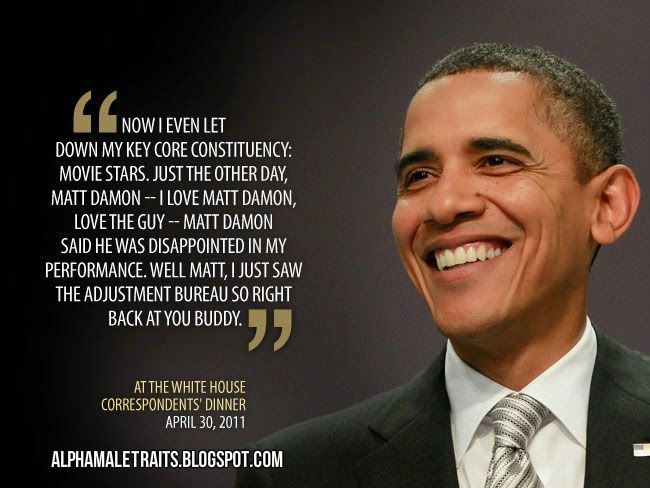 “ NOW I EVEN LET
DOWN MY KEY CORE CONSTITUENCY:
MOVIE STARS. JUST THE OTHER DAY,
MATT DAMON -- I LOVE MATT DAMON,
LOVE THE GUY -- MATT DAMON
SAID HE WAS DISAPPOINTED IN MY
PERFORMANCE. WELL MATT, I JUST SAW
THE ADJUSTMENT BUREAU SO RIGHT
BACK AT YOU BUDDY. ”
AT THE WHITE HOUSE
CORRESPONDENTS' DINNER
APRIL 30, 2011
ALPHAMALETRAITS.BLOGSPOT.COM